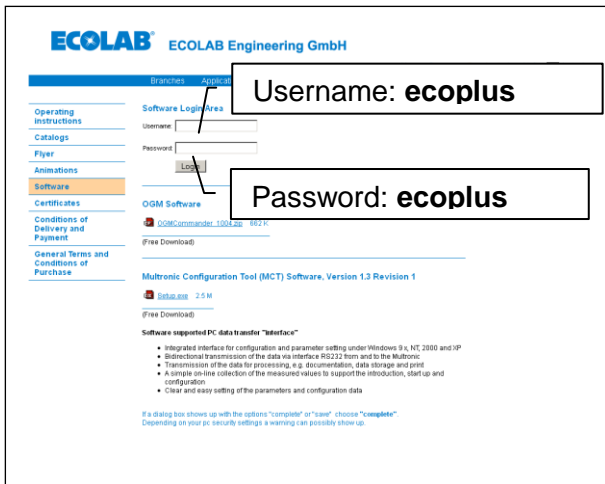 ECOLAB® ECOLAB Engineering GmbH
Branches
Username: ecoplus
Operating instructions
Catalogs
Flyer
Animations
Software
Certificates
Conditions of Delivery and Payment
General Terms and Conditions of Purchase
Software Login Area
Username:
Password:
Login
Password: ecoplus
OGM Software
OGMCommander_1004.zip 662 K
(Free Download)
Multronic Configuration Tool (MCT) Software, Version 1.3 Revision 1
Setup.exe 2.5 M
(Free Download)
Software supported PC data transfer "interface"
• Integrated interface for configuration and parameter setting under Windows 9x, NT, 2000 and XP
• Bidirectional transmission of the data via interface RS232 from and to the Multronic
• Transmission of the data for processing, e.g. documentation, data storage and print
• A simple on-line collection of the measured values to support the introduction, start up and
configuration
• Clear and easy setting of the parameters and configuration data
If a dialog box shows up with the options "complete" or "save" choose "complete".
Depending on your pc security settings a warning can possibly show up.